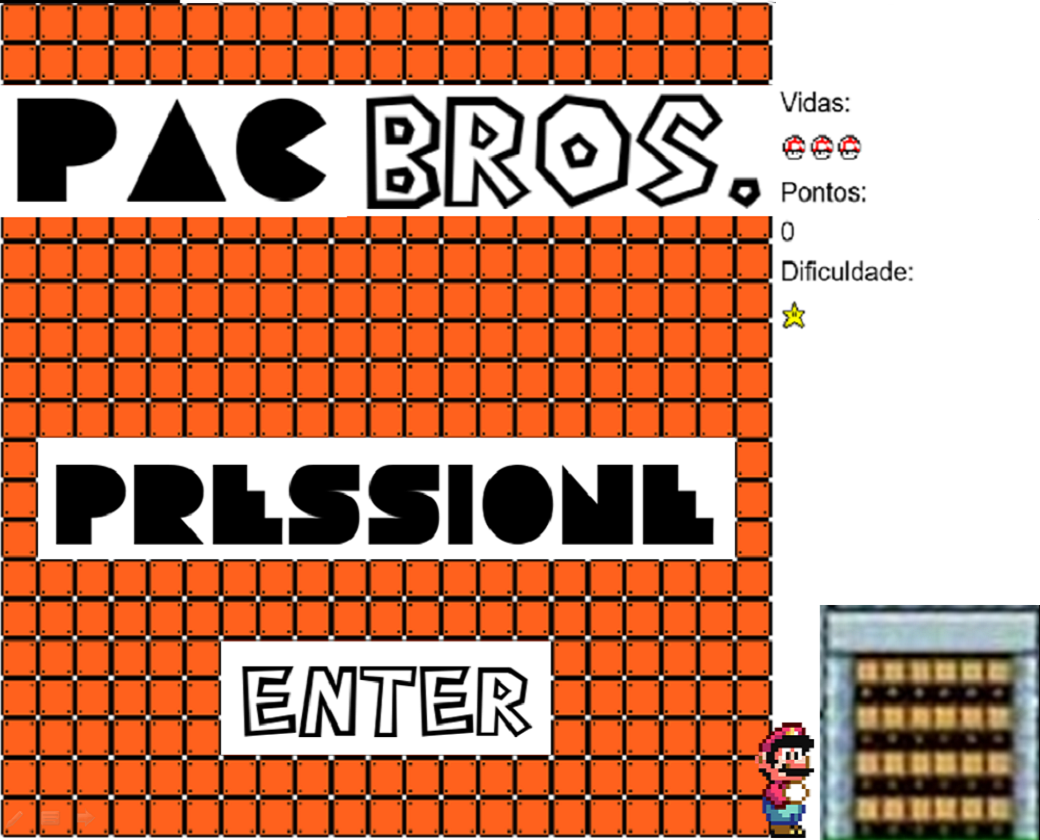 PAC BROS.
Vidas:
Pontos:
0
Dificuldade:
PRESSIONE
ENTER